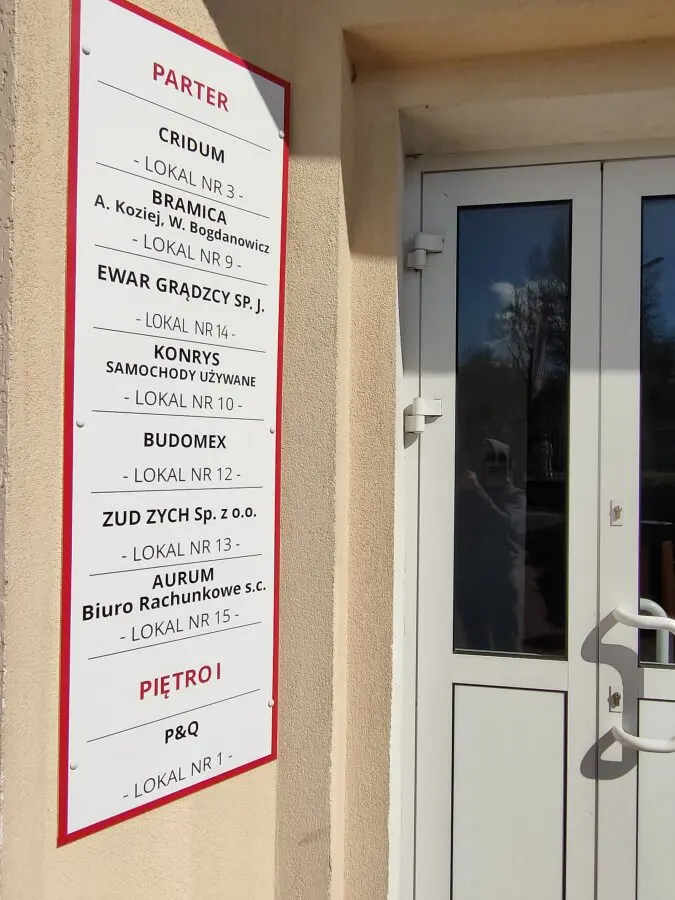 PARTER
CRIDUM
- LOKAL NR 3 -
BRAMICA
A. Koziej, W. Bogdanowicz
- LOKAL NR 9 -
EWAR GRĄDZCY SP. J.
- LOKAL NR 14 -
KONRYS
SAMOCHODY UŻYWANE
- LOKAL NR 10 -
BUDOMEX
- LOKAL NR 12 -
ZUD ZYCH Sp. z o.o.
- LOKAL NR 13 -
AURUM
Biuro Rachunkowe s.c.
- LOKAL NR 15 -
PIĘTRO I
P&Q
- LOKAL NR 1 -